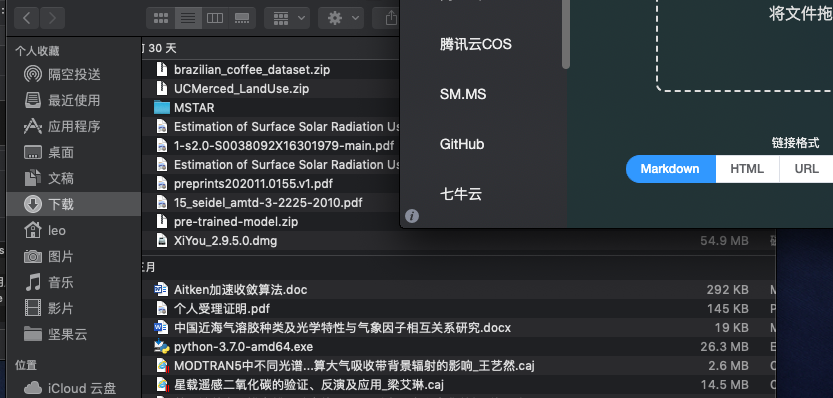 前 30 天
个人收藏
隔空投送
最近使用
应用程序
桌面
文稿
下载
leo
图片
音乐
影片
坚果云
位置
iCloud 云盘
brazilian_coffee_dataset.zip
UCMerced_LandUse.zip
MSTAR
Estimation of Surface Solar Radiation Us
1-s2.0-S0038092X16301979-main.pdf
Estimation of Surface Solar Radiation Us
preprints202011.0155.v1.pdf
15_seidel_amtd-3-2225-2010.pdf
pre-trained-model.zip
XiYou_2.9.5.0.dmg 54.9 MB
三月
Aitken加速收敛算法.doc 292 KB
个人受理证明.pdf 145 KB
中国近海气溶胶种类及光学特性与气象因子相互关系研究.docx 19 KB
python-3.7.0-amd64.exe 26.3 MB
MODTRAN5中不同光谱...算大气吸收带背景辐射的影响_王艺然.caj 2.6 MB
星载遥感二氧化碳的验证、反演及应用_梁艾琳.caj 14.5 MB
腾讯云COS
SM.MS
GitHub
七牛云
将文件拖
链接格式
Markdown HTML URL